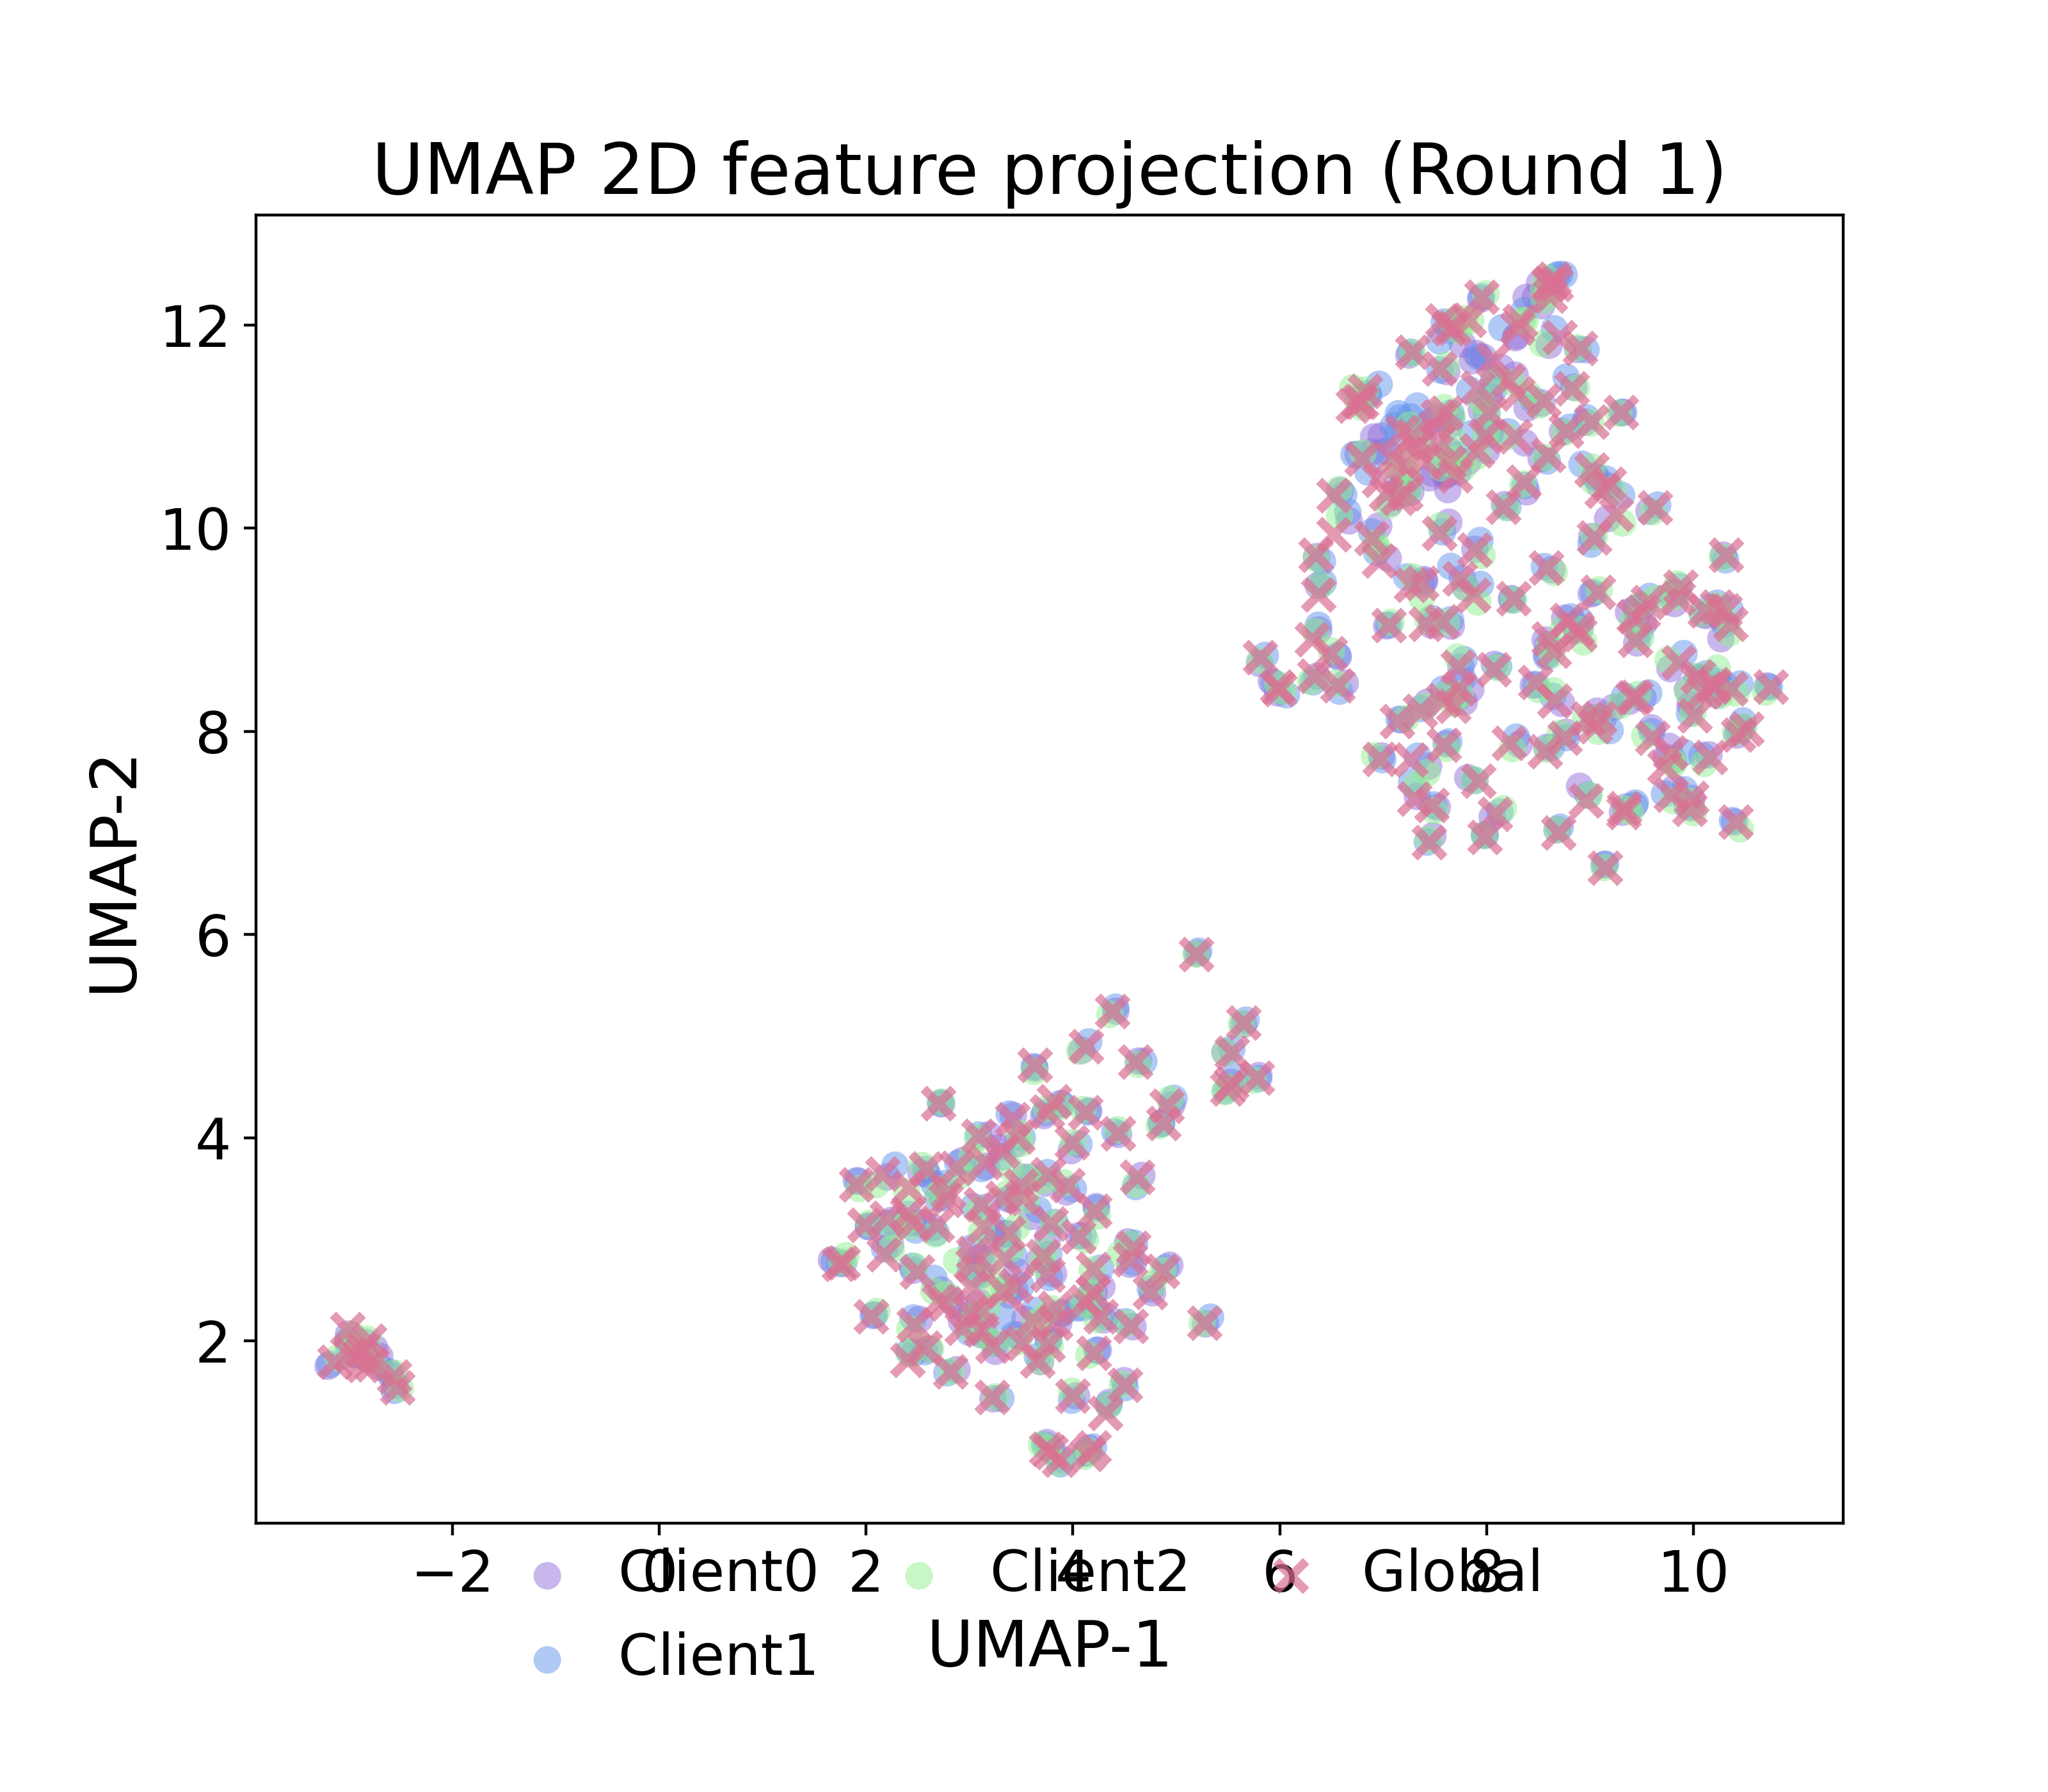 UMAP 2D feature projection (Round 1)
12
10
8
6
4
2
UMAP-2
−2 0 2 4 6 8 10
Client0 Client2 Global
Client1
UMAP-1